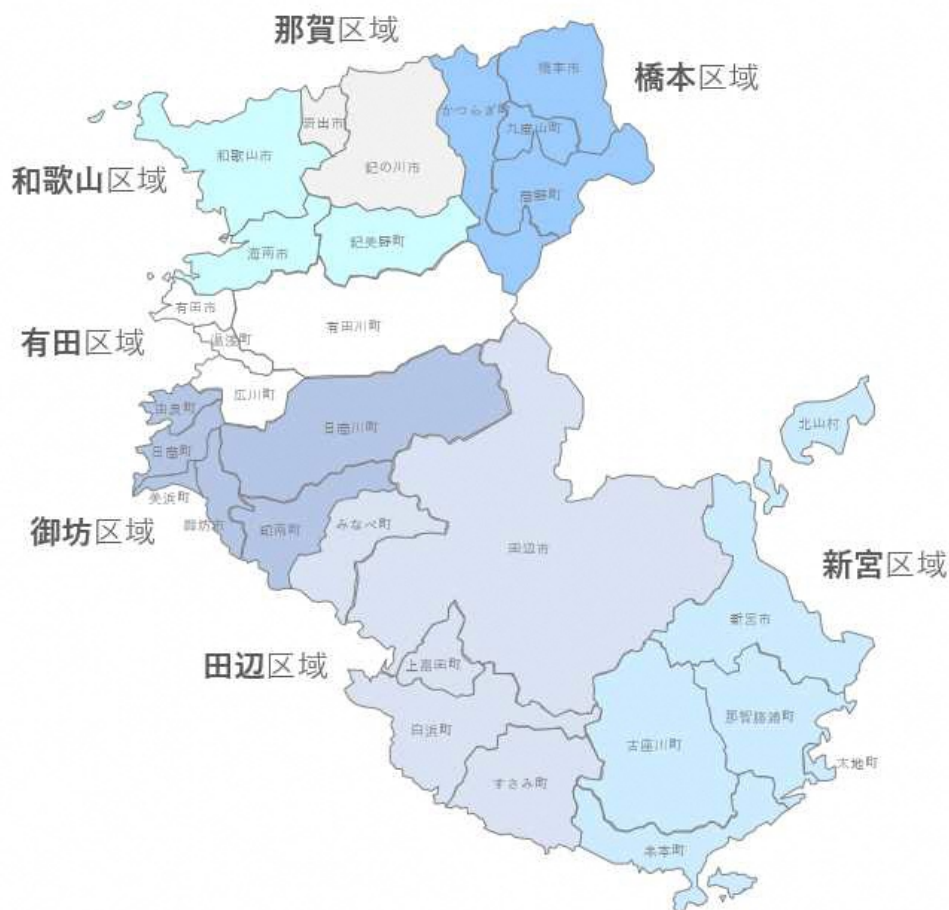 那賀区域
橋本区域
橋本市
かつらぎ町
九度山町
岩出市
和歌山市
紀の川市
和歌山区域
高野町
海南市
紀美野町
有田市
有田川町
有田区域
湯浅町
広川町
由良町
日高川町
北山村
日高町
美浜町
御坊市
印南町
みなべ町
御坊区域
田辺市
新宮区域
新宮市
田辺区域
上富田町
白浜町
那智勝浦町
古座川町
太地町
すさみ町
串本町